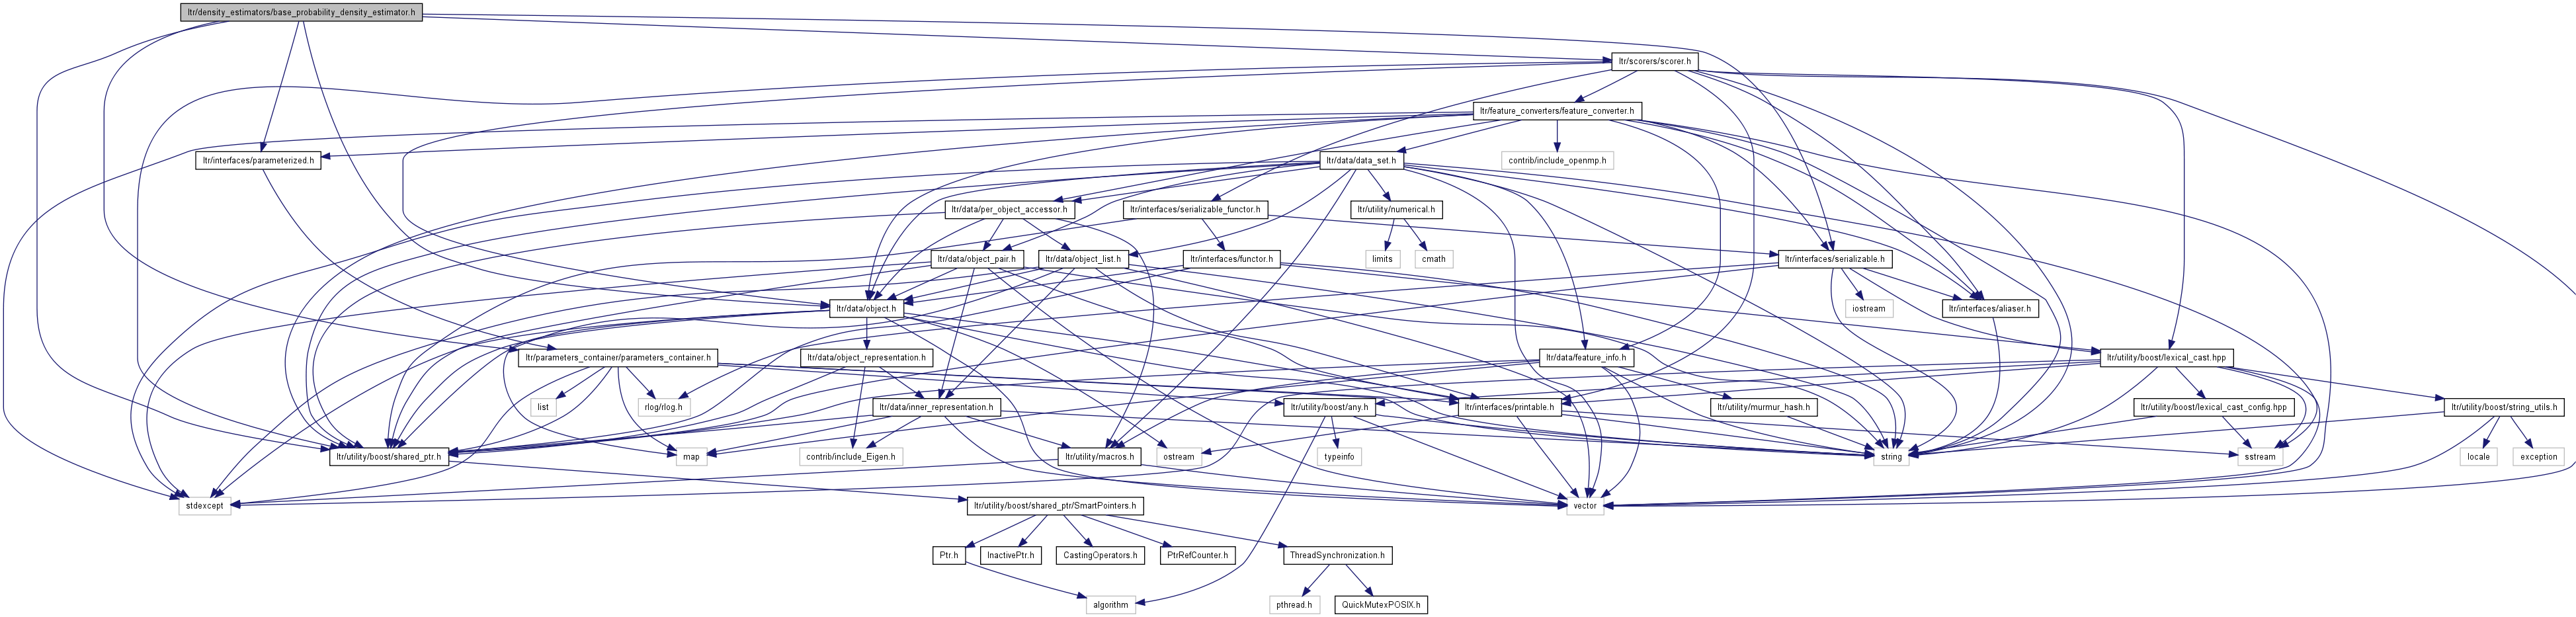 ltr/density_estimators/base_probability_density_estimator.h
ltr/scorers/scorer.h
ltr/feature_converters/feature_converter.h
ltr/interfaces/parameterized.h
ltr/data/data_set.h
contrib/include_openmp.h
ltr/data/per_object_accessor.h
ltr/interfaces/serializable_functor.h
ltr/utility/numerical.h
ltr/data/object_pair.h
ltr/data/object_list.h
ltr/interfaces/functor.h
limits
cmath
ltr/interfaces/serializable.h
ltr/data/object.h
iostream
ltr/interfaces/aliaser.h
ltr/parameters_container/parameters_container.h
ltr/data/object_representation.h
ltr/data/feature_info.h
ltr/utility/boost/lexical_cast.hpp
list
rlog/rlog.h
ltr/data/inner_representation.h
ltr/utility/boost/any.h
ltr/interfaces/printable.h
ltr/utility/murmur_hash.h
ltr/utility/boost/lexical_cast_config.hpp
ltr/utility/boost/string_utils.h
ltr/utility/boost/shared_ptr.h
map
contrib/include_Eigen.h
ltr/utility/macros.h
ostream
typeinfo
string
sstream
locale
exception
stdexcept
ltr/utility/boost/shared_ptr/SmartPointers.h
vector
Ptr.h
InactivePtr.h
CastingOperators.h
PtrRefCounter.h
ThreadSynchronization.h
algorithm
pthread.h
QuickMutexPOSIX.h